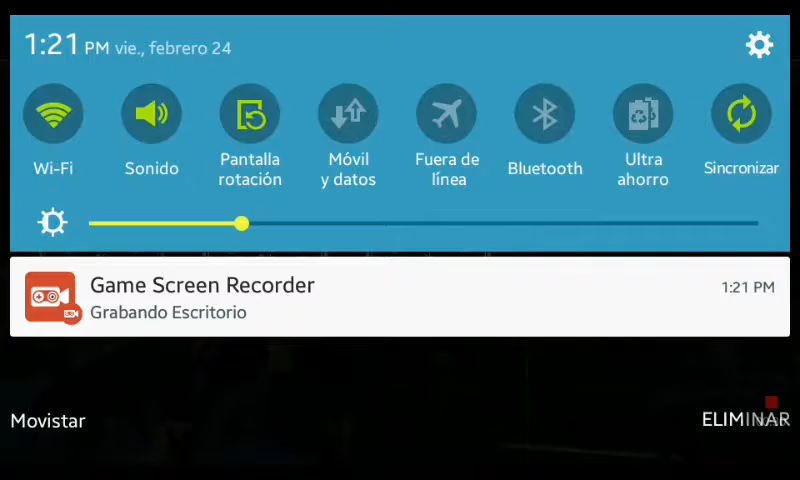 1:21 PM vie., febrero 24
Wi-Fi
Sonido
Pantalla
rotación
Móvil
y datos
Fuera de
línea
Bluetooth
Ultra
ahorro
Sincronizar
Game Screen Recorder
1:21 PM
Grabando Escritorio
Movistar
ELIMINAR